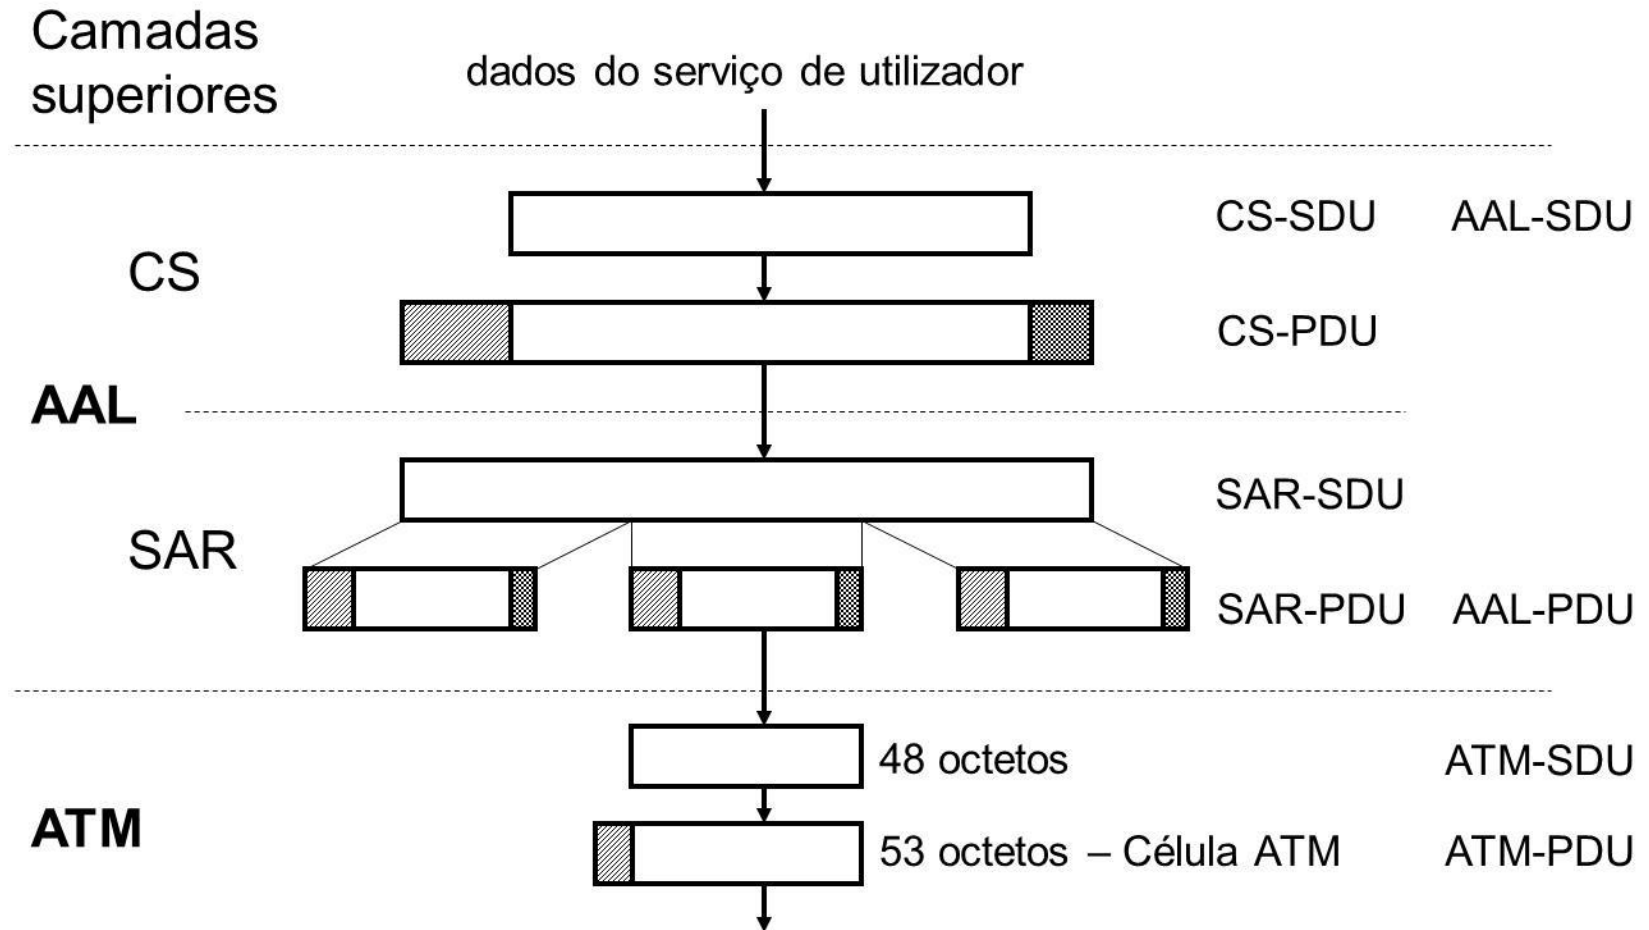 Camadas
superiores
dados do serviço de utilizador
CS-SDU AAL-SDU
CS
CS-PDU
AAL
SAR-SDU
SAR
SAR-PDU AAL-PDU
48 octetos ATM-SDU
ATM
53 octetos – Célula ATM ATM-PDU